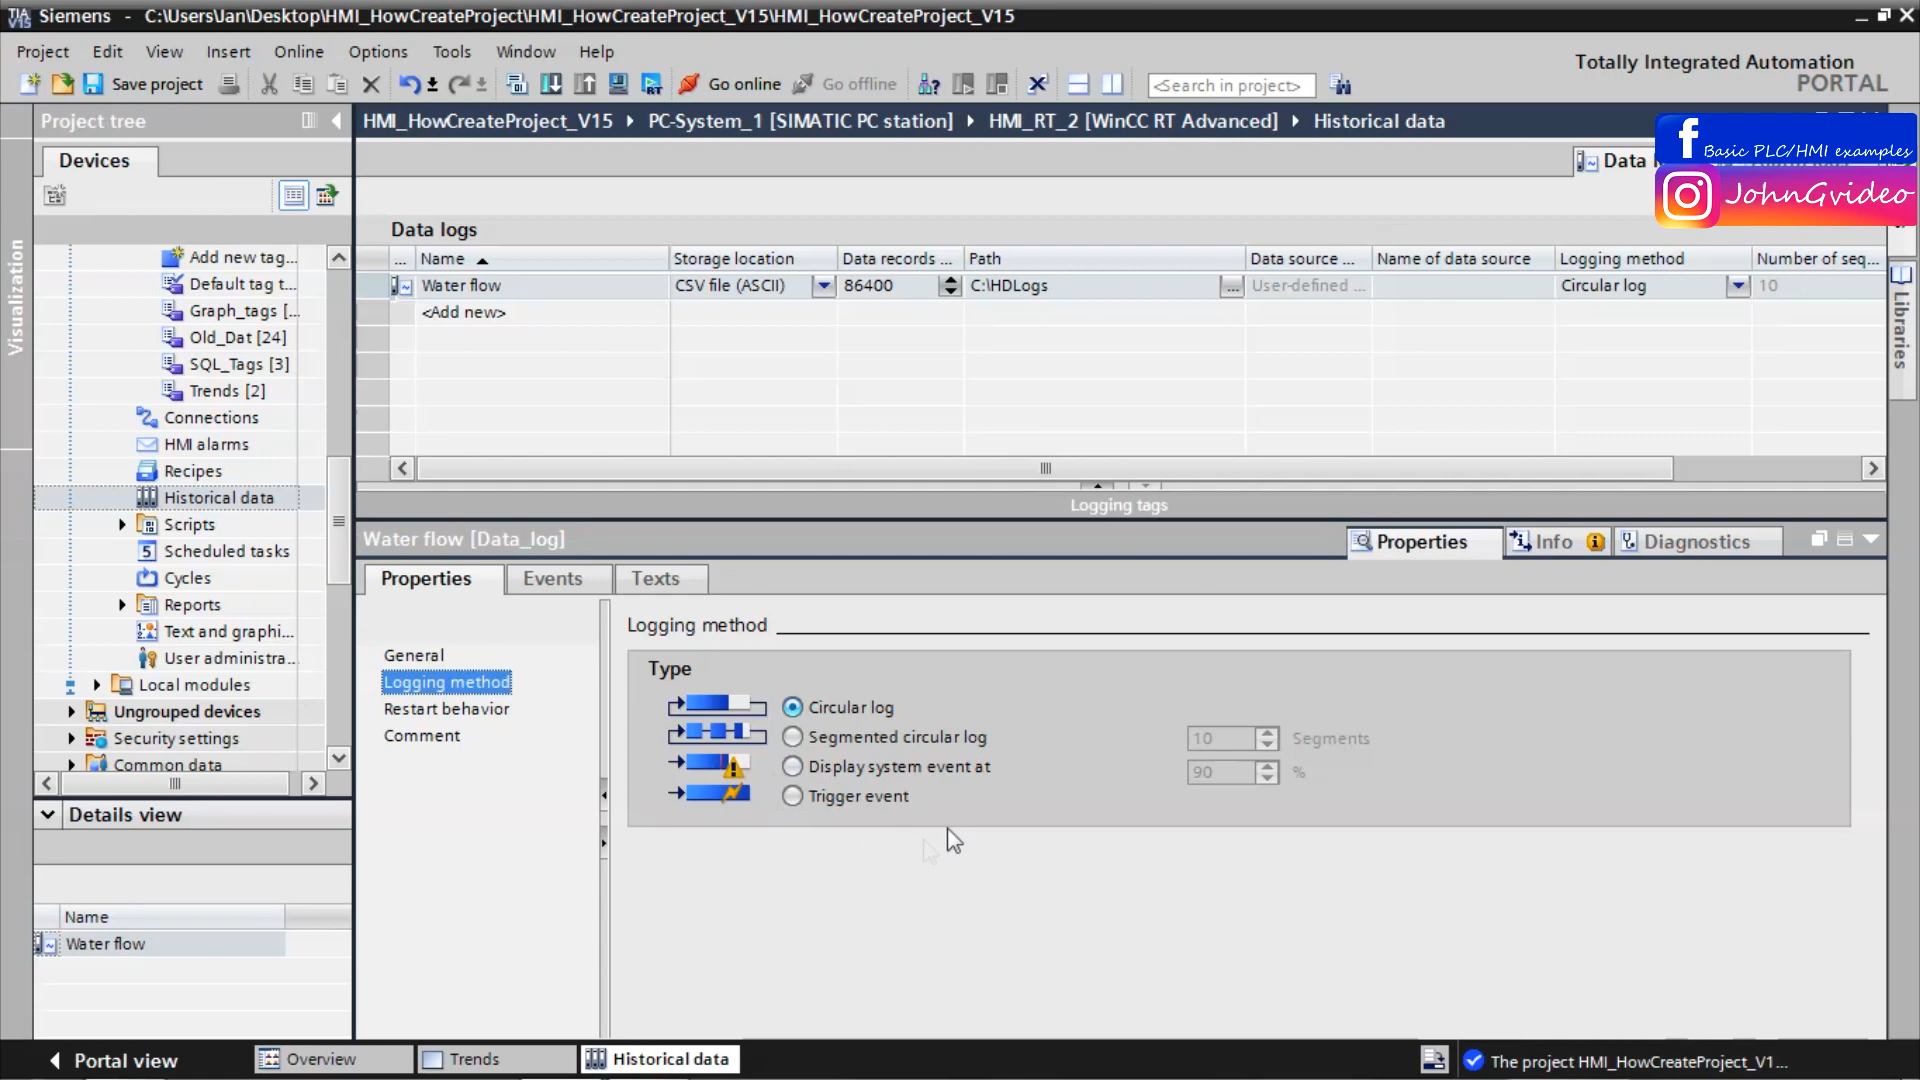 Siemens - C:\Users\Jan\Desktop\HMI_HowCreateProject\HMI_HowCreateProject_V15\HMI_HowCreateProject_V15
Project Edit View Insert Online Options Tools Window Help
Totally Integrated Automation
PORTAL
Save project
Go online
Go offline
<Search in project>
Project tree
HMI_HowCreateProject_V15 PC-System_1 [SIMATIC PC station] HMI_RT_2 [WinCC RT Advanced] Historical data
Basic PLC/HMI examples
JohnGvideo
Devices
Data
Visualization
Libraries
Add new tag...
Default tag t...
Graph_tags [...
Old_Dat [24]
SQL_Tags [3]
Trends [2]
Connections
HMI alarms
Recipes
Historical data
Scripts
Scheduled tasks
Cycles
Reports
Text and graphi...
User administra...
Local modules
Ungrouped devices
Security settings
Common data
Details view
Name
Water flow
Data logs
... Name Storage location Data records ... Path Data source ... Name of data source Logging method Number of seq...
Water flow CSV file (ASCII) 86400 C:\HDLogs ... User-defined ... Circular log 10
<Add new>
Logging tags
Water flow [Data_log]
Properties Info Diagnostics
Properties Events Texts
General
Logging method
Restart behavior
Comment
Logging method
Type
Circular log
Segmented circular log 10 Segments
Display system event at 90 %
Trigger event
Portal view Overview Trends Historical data The project HMI_HowCreateProject_V1...